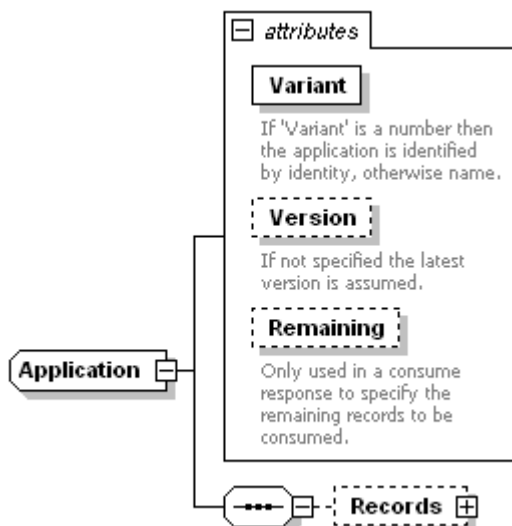 attributes
Variant
If 'Variant' is a number then
the application is identified
by identity, otherwise name.
Version
If not specified the latest
version is assumed.
Remaining
Only used in a consume
response to specify the
remaining records to be
consumed.
Application
Records